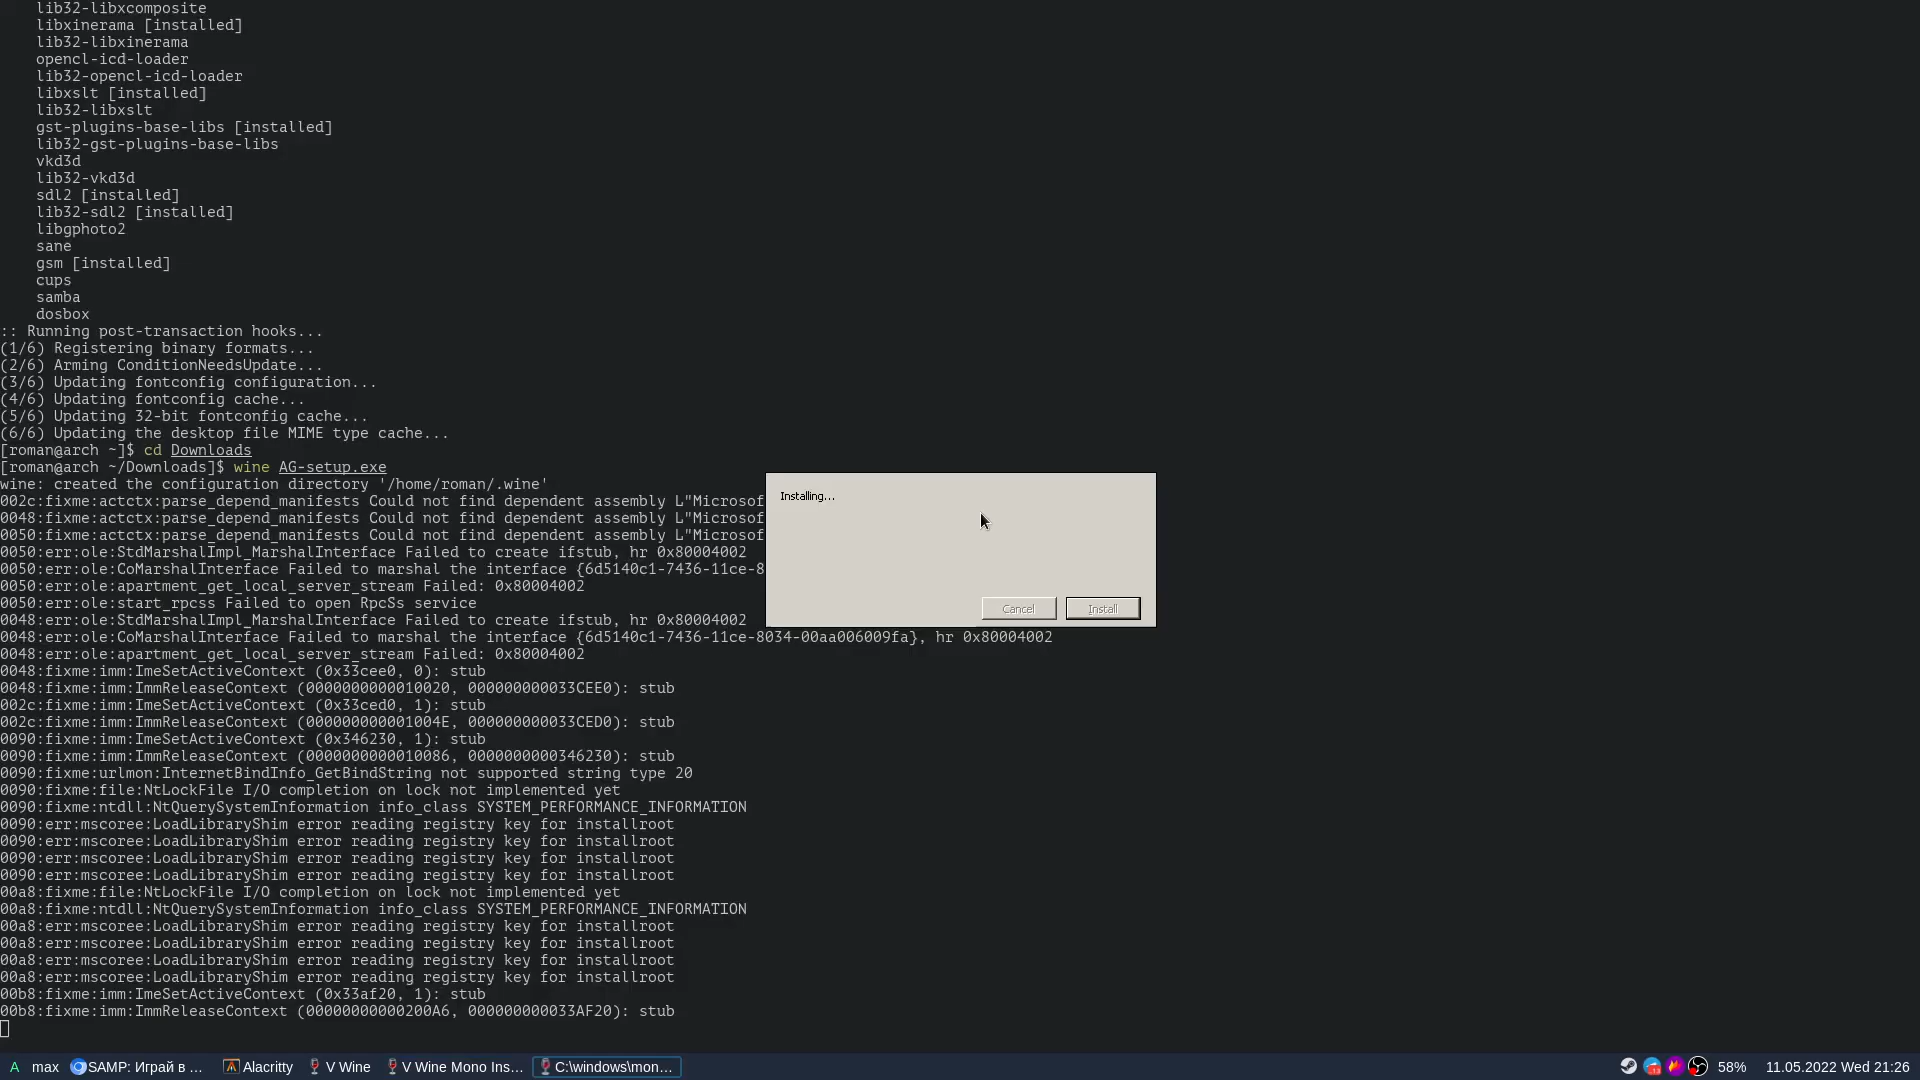 lib32-libxcomposite
libxinerama [installed]
lib32-libxinerama
opencl-icd-loader
lib32-opencl-icd-loader
libxslt [installed]
lib32-libxslt
gst-plugins-base-libs [installed]
lib32-gst-plugins-base-libs
vkd3d
lib32-vkd3d
sdl2 [installed]
lib32-sdl2 [installed]
libgphoto2
sane
gsm [installed]
cups
samba
dosbox
:: Running post-transaction hooks...
(1/6) Registering binary formats...
(2/6) Arming ConditionNeedsUpdate...
(3/6) Updating fontconfig configuration...
(4/6) Updating fontconfig cache...
(5/6) Updating 32-bit fontconfig cache...
(6/6) Updating the desktop file MIME type cache...
[roman@arch ~]$ cd Downloads
[roman@arch ~/Downloads]$ wine AG-setup.exe
wine: created the configuration directory '/home/roman/.wine'
002c:fixme:actctx:parse_depend_manifests Could not find dependent assembly L"Microsof
0048:fixme:actctx:parse_depend_manifests Could not find dependent assembly L"Microsof
0050:fixme:actctx:parse_depend_manifests Could not find dependent assembly L"Microsof
0050:err:ole:StdMarshalImpl_MarshalInterface Failed to create ifstub, hr 0x80004002
0050:err:ole:CoMarshalInterface Failed to marshal the interface {6d5140c1-7436-11ce-8
0050:err:ole:apartment_get_local_server_stream Failed: 0x80004002
0050:err:ole:start_rpcss Failed to open RpcSs service
0048:err:ole:StdMarshalImpl_MarshalInterface Failed to create ifstub, hr 0x80004002
0048:err:ole:CoMarshalInterface Failed to marshal the interface {6d5140c1-7436-11ce-8034-00aa006009fa}, hr 0x80004002
0048:err:ole:apartment_get_local_server_stream Failed: 0x80004002
0048:fixme:imm:ImeSetActiveContext (0x33cee0, 0): stub
0048:fixme:imm:ImmReleaseContext (0000000000010020, 000000000033CEE0): stub
002c:fixme:imm:ImeSetActiveContext (0x33ced0, 1): stub
002c:fixme:imm:ImmReleaseContext (000000000001004E, 000000000033CED0): stub
0090:fixme:imm:ImeSetActiveContext (0x346230, 1): stub
0090:fixme:imm:ImmReleaseContext (0000000000010086, 0000000000346230): stub
0090:fixme:urlmon:InternetBindInfo_GetBindString not supported string type 20
0090:fixme:file:NtLockFile I/O completion on lock not implemented yet
0090:fixme:ntdll:NtQuerySystemInformation info_class SYSTEM_PERFORMANCE_INFORMATION
0090:err:mscoree:LoadLibraryShim error reading registry key for installroot
0090:err:mscoree:LoadLibraryShim error reading registry key for installroot
0090:err:mscoree:LoadLibraryShim error reading registry key for installroot
0090:err:mscoree:LoadLibraryShim error reading registry key for installroot
00a8:fixme:file:NtLockFile I/O completion on lock not implemented yet
00a8:fixme:ntdll:NtQuerySystemInformation info_class SYSTEM_PERFORMANCE_INFORMATION
00a8:err:mscoree:LoadLibraryShim error reading registry key for installroot
00a8:err:mscoree:LoadLibraryShim error reading registry key for installroot
00a8:err:mscoree:LoadLibraryShim error reading registry key for installroot
00a8:err:mscoree:LoadLibraryShim error reading registry key for installroot
00b8:fixme:imm:ImeSetActiveContext (0x33af20, 1): stub
00b8:fixme:imm:ImmReleaseContext (00000000000200A6, 000000000033AF20): stub
Installing...
Cancel Install
A max SAMP: Играй в ... Alacritty V Wine V Wine Mono Ins... C:\windows\mon... 58% 11.05.2022 Wed 21:26